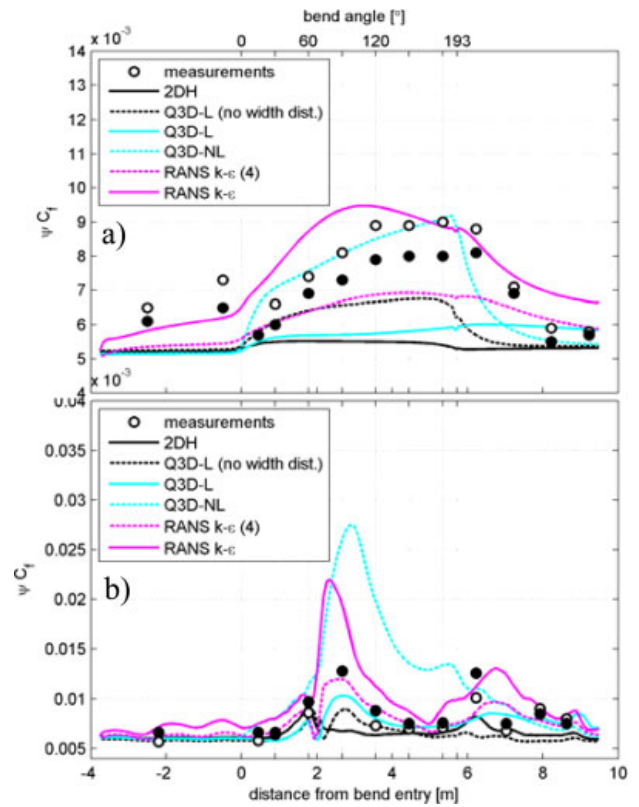 bend angle [°]
0 60 120 193
x 10⁻³
14
13
12
11
10
9
8
7
6
5
4
ψ C_f
a)
measurements
2DH
Q3D-L (no width dist.)
Q3D-L
Q3D-NL
RANS k-ε (4)
RANS k-ε
x 10⁻³
0.04
0.035
0.03
0.025
0.02
0.015
0.01
0.005
ψ C_f
b)
measurements
2DH
Q3D-L (no width dist.)
Q3D-L
Q3D-NL
RANS k-ε (4)
RANS k-ε
-4 -2 0 2 4 6 8 10
distance from bend entry [m]